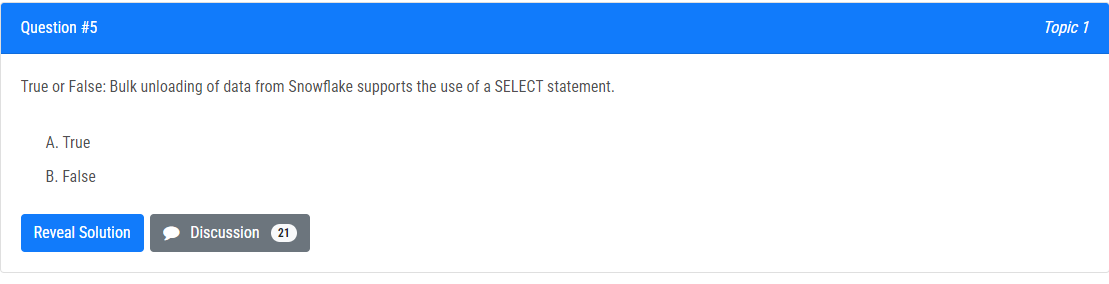 Question #5
Topic 1
True or False: Bulk unloading of data from Snowflake supports the use of a SELECT statement.
A. True
B. False
Reveal Solution
Discussion 21